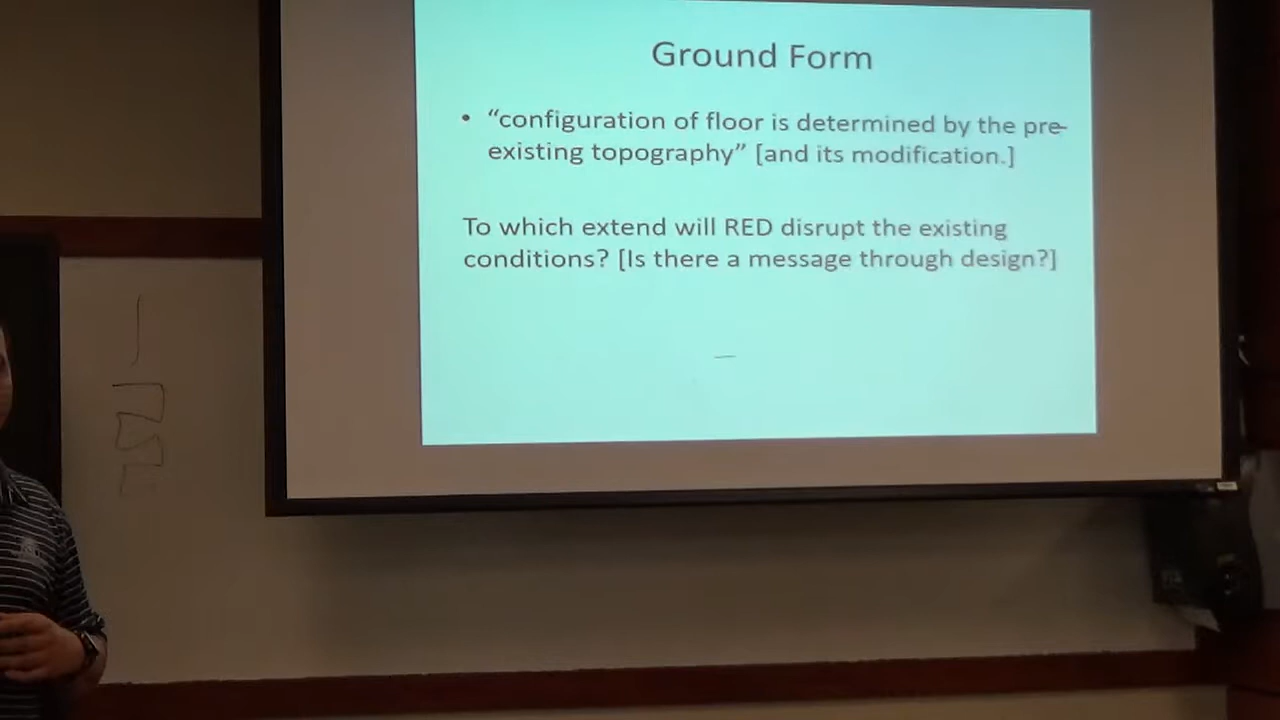 Ground Form
• “configuration of floor is determined by the pre-
existing topography” [and its modification.]
To which extend will RED disrupt the existing
conditions? [Is there a message through design?]